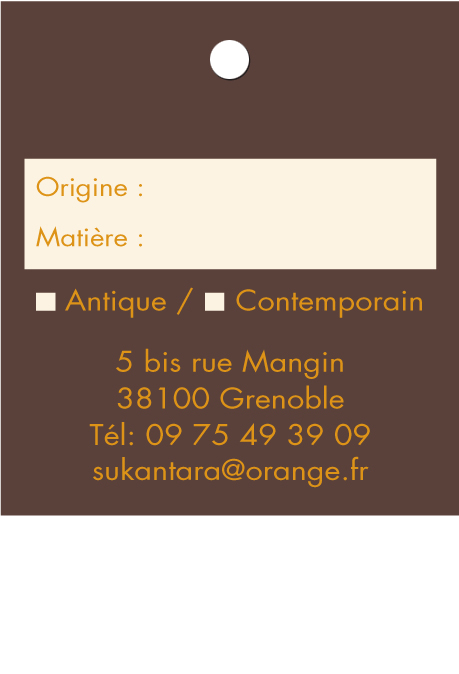 Origine :
Matière :
Antique / Contemporain
5 bis rue Mangin
38100 Grenoble
Tél: 09 75 49 39 09
sukantara@orange.fr